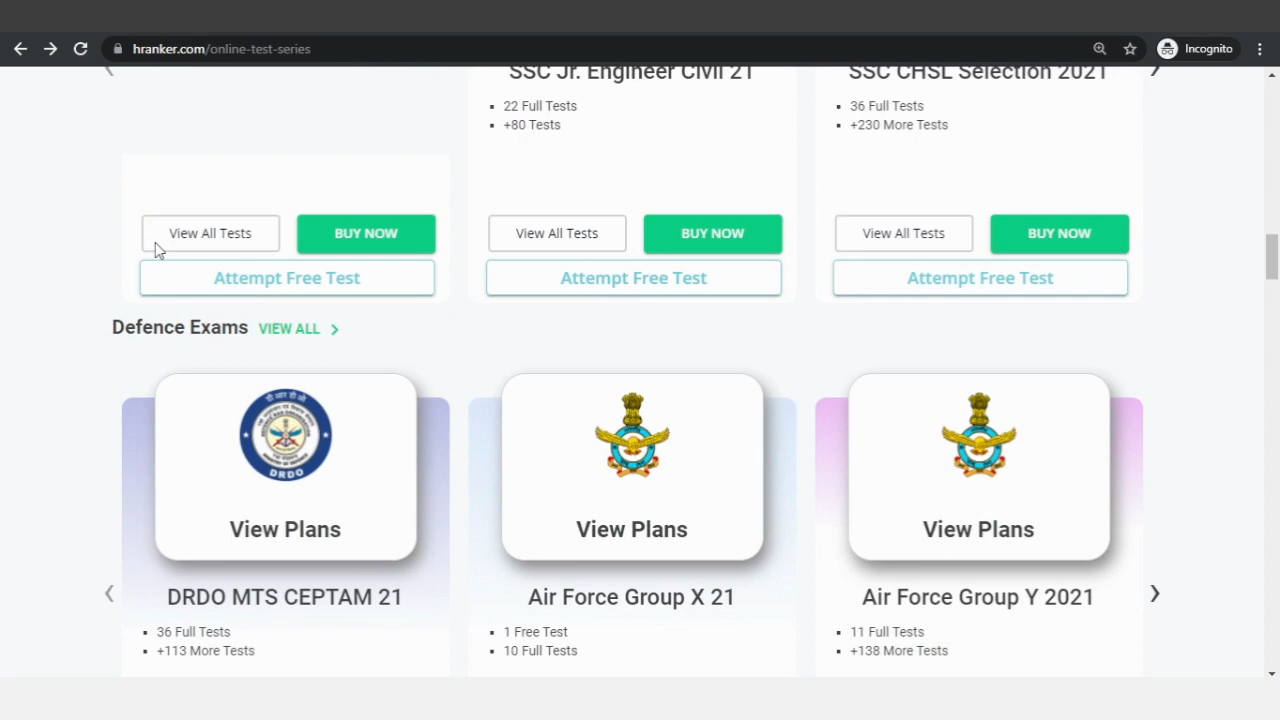 hranker.com/online-test-series
Incognito
SSC Jr. Engineer Civil 21
SSC CHSL Selection 2021
22 Full Tests
+80 Tests
36 Full Tests
+230 More Tests
View All Tests
BUY NOW
View All Tests
BUY NOW
View All Tests
BUY NOW
Attempt Free Test
Attempt Free Test
Attempt Free Test
Defence Exams VIEW ALL
DRDO
View Plans
View Plans
View Plans
DRDO MTS CEPTAM 21
Air Force Group X 21
Air Force Group Y 2021
36 Full Tests
+113 More Tests
1 Free Test
10 Full Tests
11 Full Tests
+138 More Tests